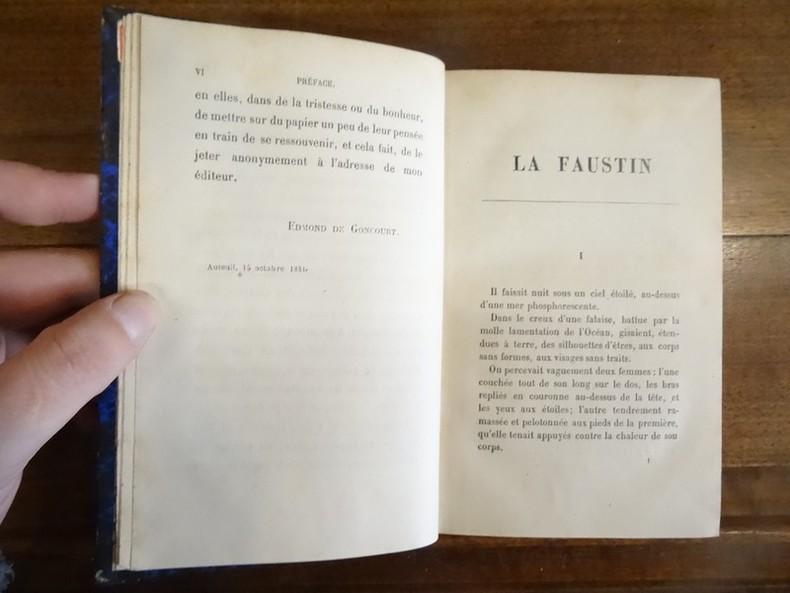 VI
PRÉFACE.
en elles, dans de la tristesse ou du bonheur,
de mettre sur du papier un peu de leur pensée
en train de se ressouvenir, et cela fait, de le
jeter anonymement à l'adresse de mon
éditeur.
EDMOND DE GONCOURT.
Auteuil, 15 octobre 1881.
LA FAUSTIN
I
Il faisait nuit sous un ciel étoilé, au-dessus
d'une mer phosphorescente.
Dans le creux d'une falaise, battue par la
molle lamentation de l'Océan, gisaient, éten-
dues à terre, des silhouettes d'êtres, aux corps
sans formes, aux visages sans traits.
On percevait vaguement deux femmes ; l'une
couchée tout de son long sur le dos, les bras
repliés en couronne au-dessus de la tête, et
les yeux aux étoiles ; l'autre tendrement ra-
massée et pelotonnée aux pieds de la première,
qu'elle tenait appuyés contre la chaleur de son
corps.
1